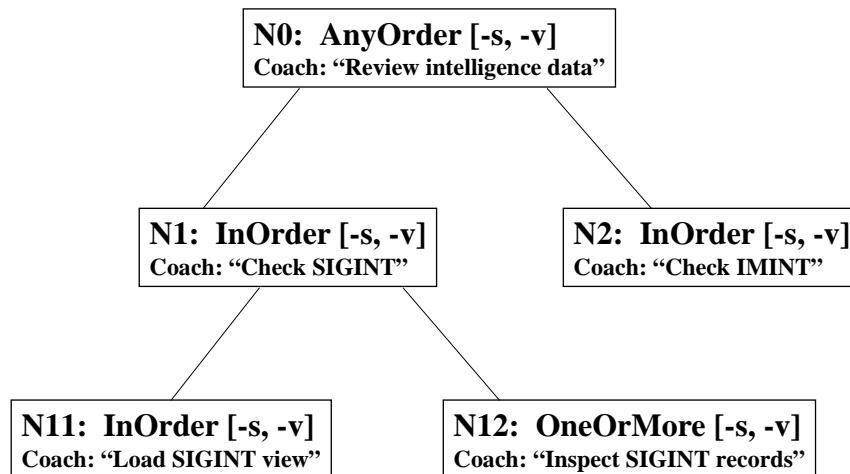 N0: AnyOrder [-s, -v]
Coach: “Review intelligence data”
N1: InOrder [-s, -v]
Coach: “Check SIGINT”
N2: InOrder [-s, -v]
Coach: “Check IMINT”
N11: InOrder [-s, -v]
Coach: “Load SIGINT view”
N12: OneOrMore [-s, -v]
Coach: “Inspect SIGINT records”